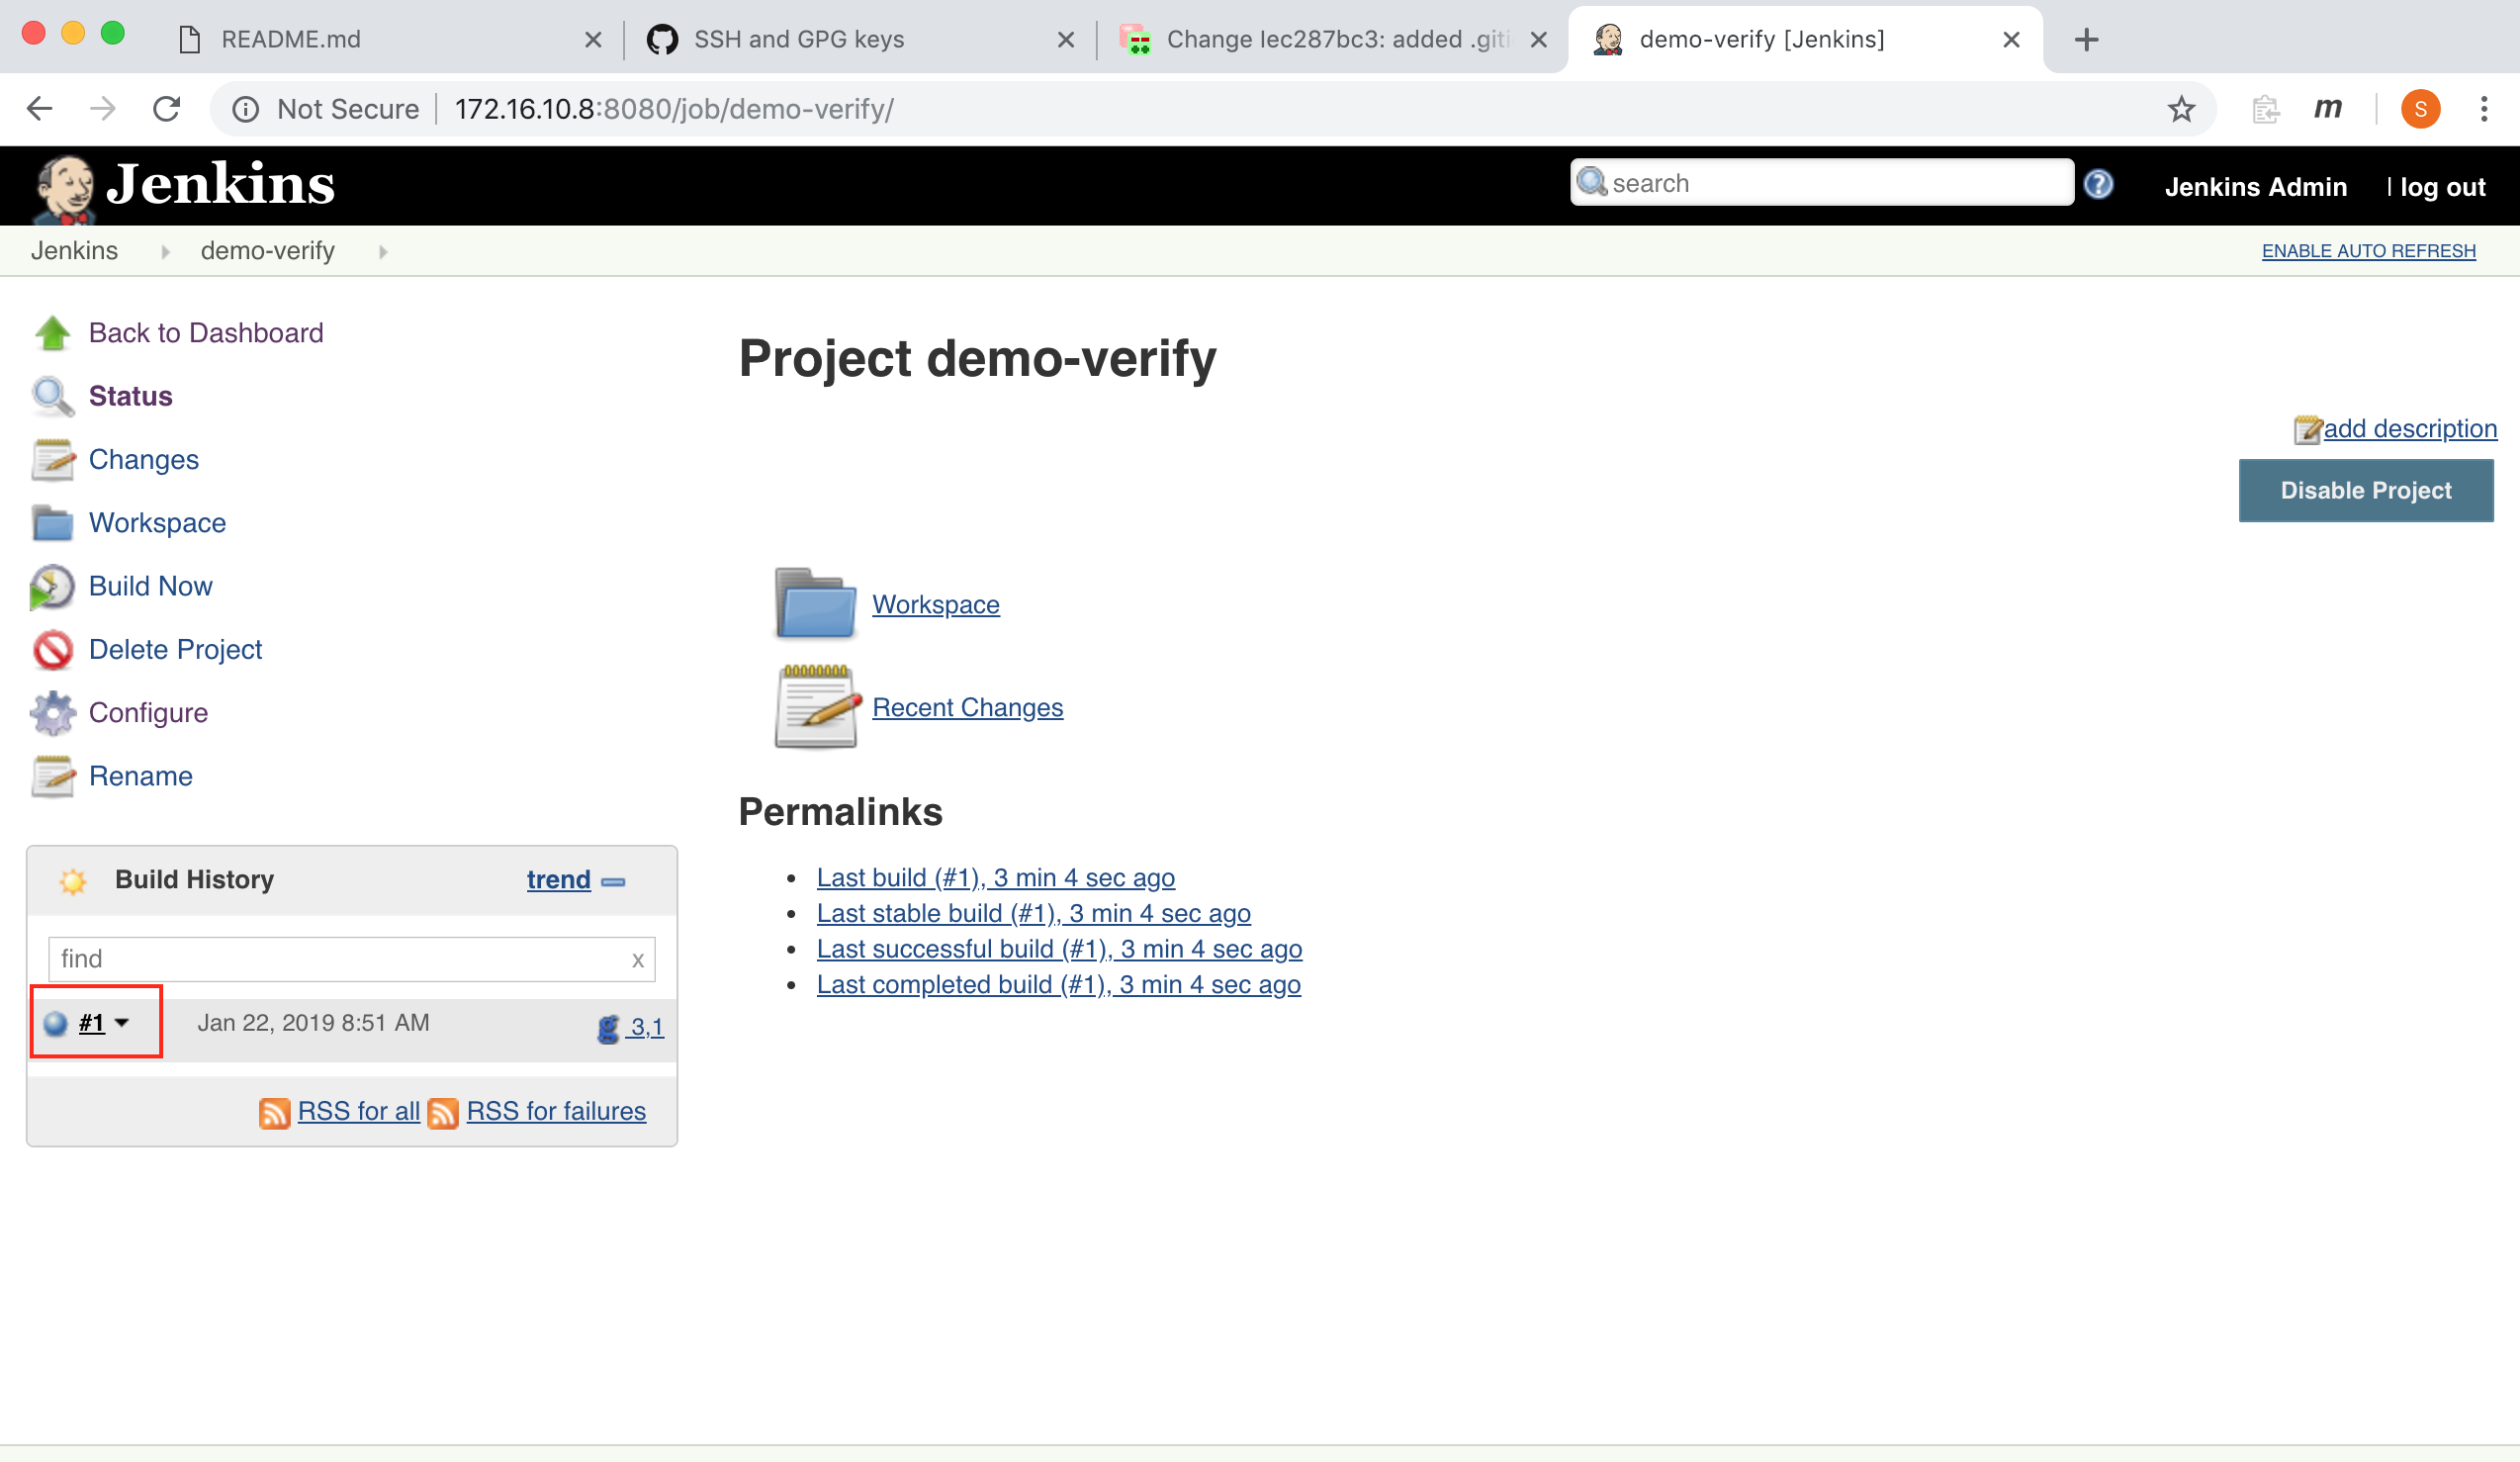 README.md
SSH and GPG keys
Change Iec287bc3: added .giti
demo-verify [Jenkins]
Not Secure
172.16.10.8:8080/job/demo-verify/
m
S
Jenkins
search
Jenkins Admin
| log out
Jenkins
demo-verify
ENABLE AUTO REFRESH
Back to Dashboard
Status
Changes
Workspace
Build Now
Delete Project
Configure
Rename
Project demo-verify
add description
Disable Project
Workspace
Recent Changes
Permalinks
Last build (#1), 3 min 4 sec ago
Last stable build (#1), 3 min 4 sec ago
Last successful build (#1), 3 min 4 sec ago
Last completed build (#1), 3 min 4 sec ago
Build History
trend
find
x
#1
Jan 22, 2019 8:51 AM
g 3,1
RSS for all
RSS for failures